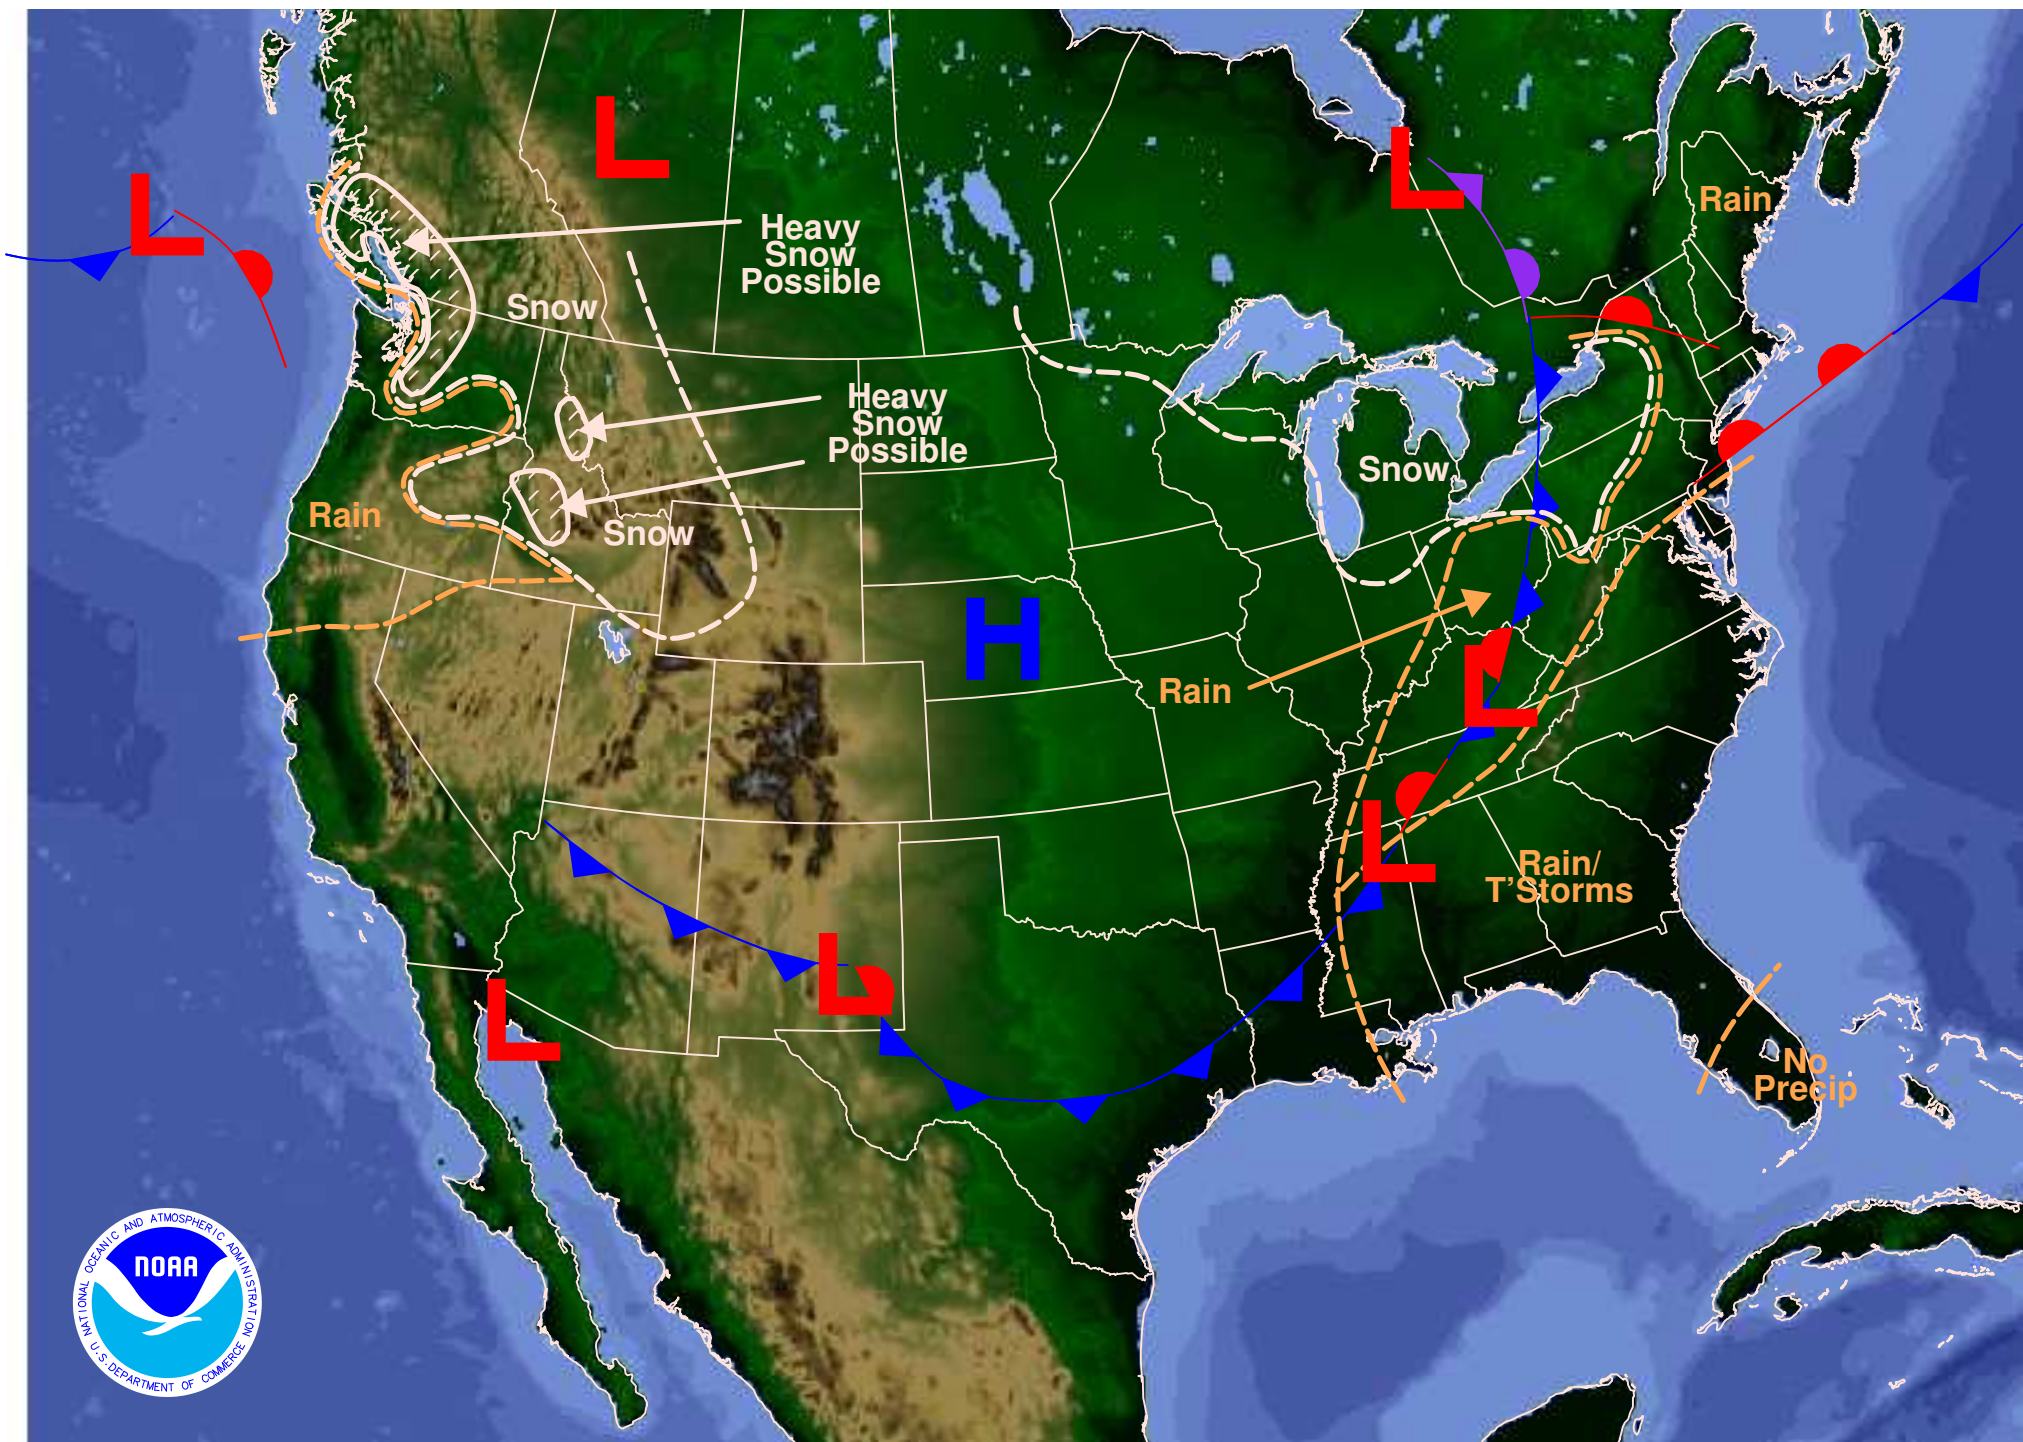 L
L
L
Rain
Heavy
Snow
Possible
Snow
Heavy
Snow
Possible
Snow
Rain
Snow
H
Rain
L
L
Rain/
T'Storms
L
L
No
Precip
NATIONAL OCEANIC AND ATMOSPHERIC ADMINISTRATION
NOAA
U.S. DEPARTMENT OF COMMERCE